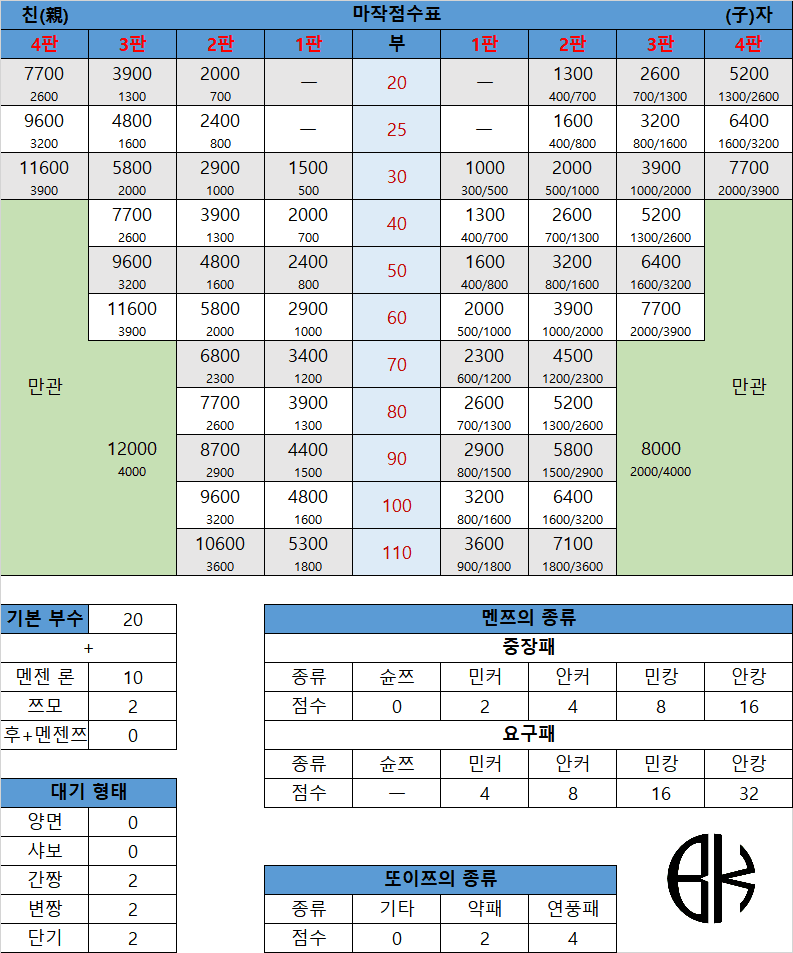 친(親) 마작점수표 (子)자
4판 3판 2판 1판 부 1판 2판 3판 4판
7700 3900 2000 — 20 — 1300 2600 5200
2600 1300 700 400/700 700/1300 1300/2600
9600 4800 2400 — 25 — 1600 3200 6400
3200 1600 800 400/800 800/1600 1600/3200
11600 5800 2900 1500 30 1000 2000 3900 7700
3900 2000 1000 500 300/500 500/1000 1000/2000 2000/3900
7700 3900 2000 40 1300 2600 5200
2600 1300 700 400/700 700/1300 1300/2600
9600 4800 2400 50 1600 3200 6400
3200 1600 800 400/800 800/1600 1600/3200
11600 5800 2900 60 2000 3900 7700
3900 2000 1000 500/1000 1000/2000 2000/3900
6800 3400 70 2300 4500
2300 1200 600/1200 1200/2300
만관 7700 3900 80 2600 5200 만관
2600 1300 700/1300 1300/2600
12000 8700 4400 90 2900 5800 8000
4000 2900 1500 800/1500 1500/2900 2000/4000
9600 4800 100 3200 6400
3200 1600 800/1600 1600/3200
10600 5300 110 3600 7100
3600 1800 900/1800 1800/3600
기본 부수 20
+
멘젠 론 10
쯔모 2
후+멘젠쯔 0
대기 형태
양면 0
샤보 0
간짱 2
변짱 2
단기 2
멘쯔의 종류
중장패
종류 슌쯔 민커 안커 민캉 안캉
점수 0 2 4 8 16
요구패
종류 슌쯔 민커 안커 민캉 안캉
점수 — 4 8 16 32
또이쯔의 종류
종류 기타 약패 연풍패
점수 0 2 4
BK